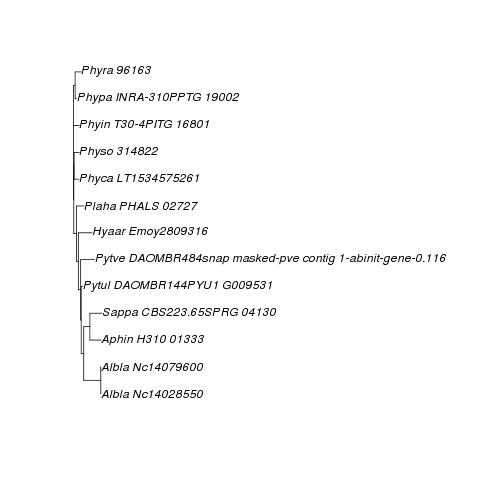 Phyra 96163
Phypa INRA-310PPTG 19002
Phyin T30-4PITG 16801
Physo 314822
Phyca LT1534575261
Plaha PHALS 02727
Hyaar Emoy2809316
Pytve DAOMBR484snap masked-pve contig 1-abinit-gene-0.116
Pytul DAOMBR144PYU1 G009531
Sappa CBS223.65SPRG 04130
Aphin H310 01333
Albla Nc14079600
Albla Nc14028550